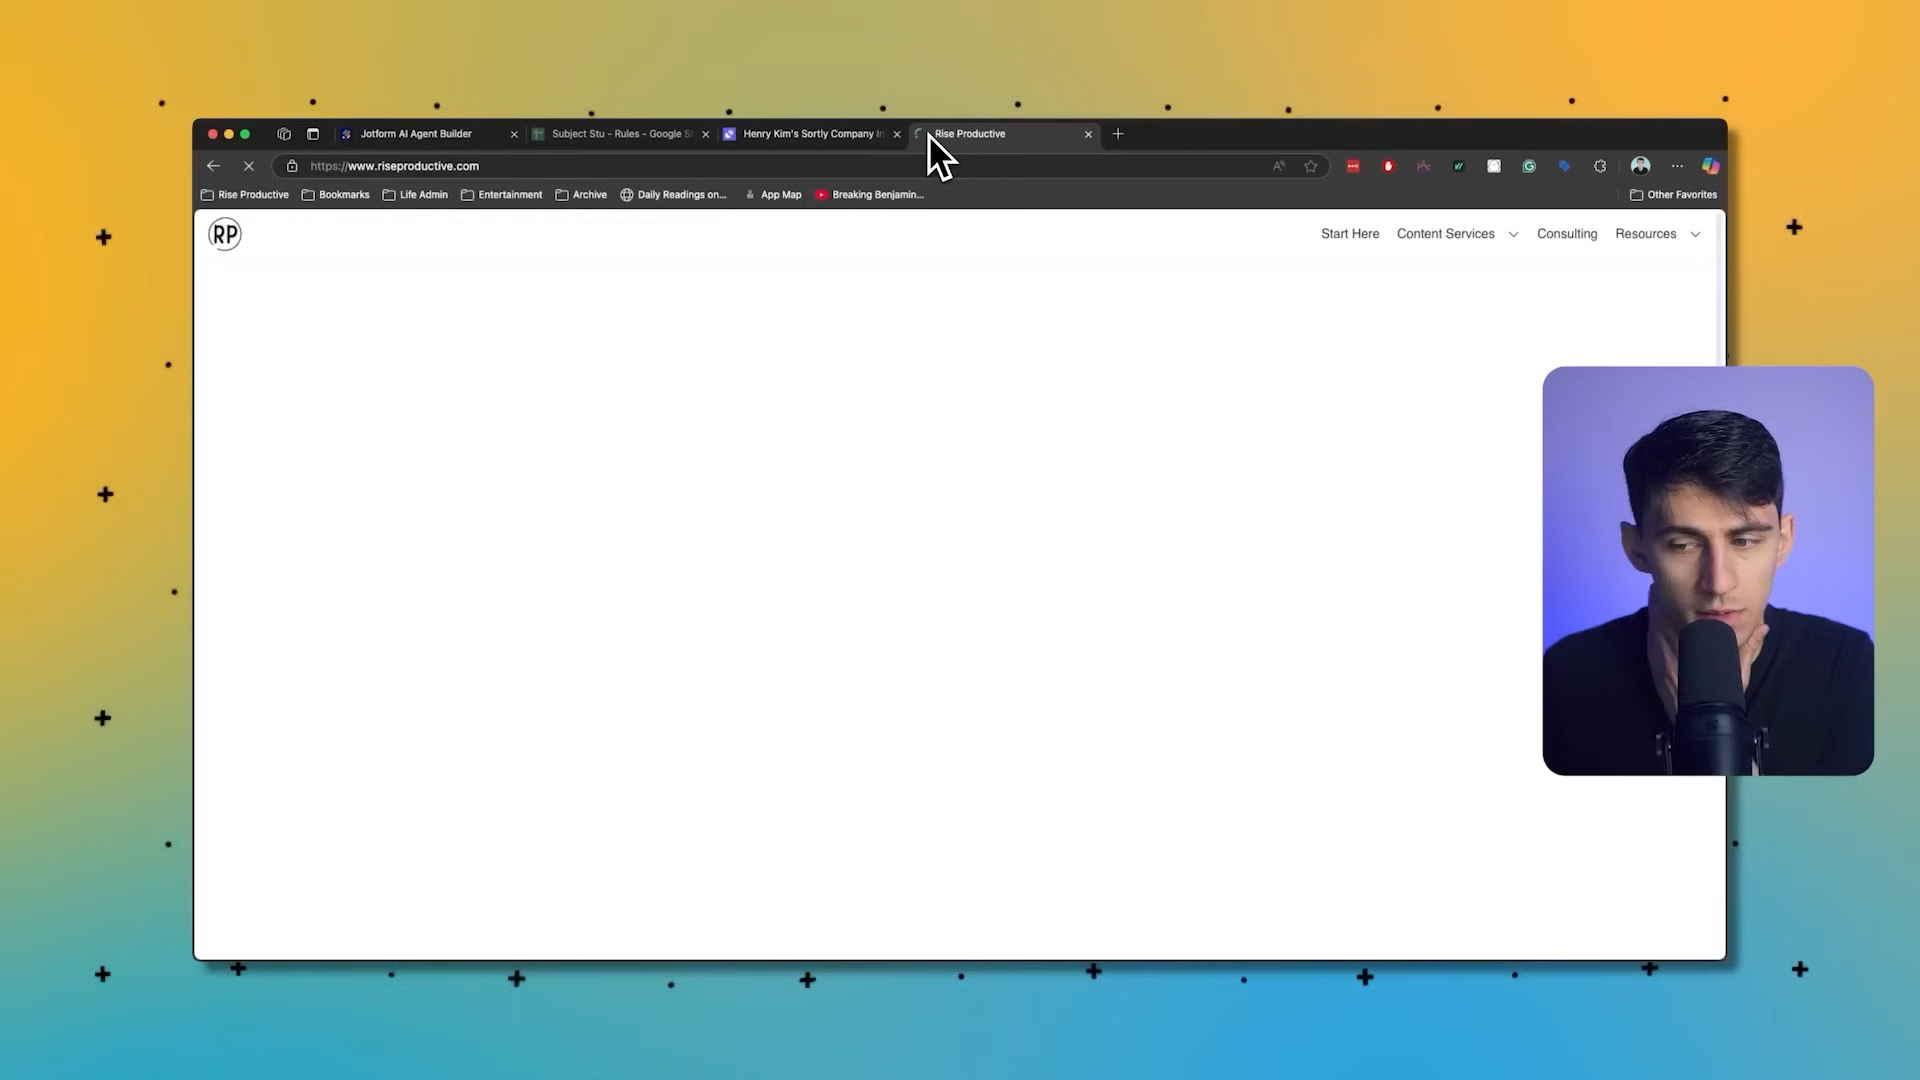 Jotform AI Agent Builder
Subject Stu - Rules - Google S
Henry Kim's Sortly Company In
Rise Productive
https://www.riseproductive.com
Rise Productive
Bookmarks
Life Admin
Entertainment
Archive
Daily Readings on...
App Map
Breaking Benjamin...
Other Favorites
RP
Start Here
Content Services
Consulting
Resources